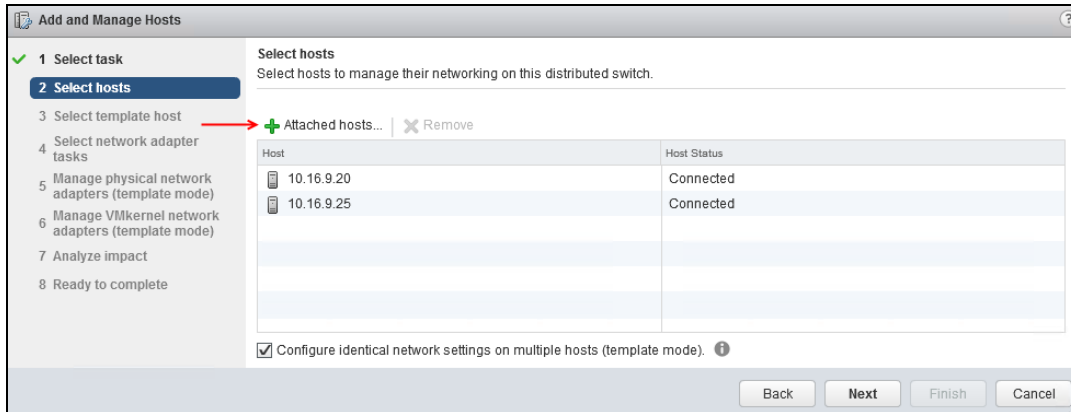 Add and Manage Hosts
?
1 Select task
2 Select hosts
3 Select template host
4 Select network adapter
tasks
5 Manage physical network
adapters (template mode)
6 Manage VMkernel network
adapters (template mode)
7 Analyze impact
8 Ready to complete
Select hosts
Select hosts to manage their networking on this distributed switch.
Attached hosts... Remove
Host Host Status
10.16.9.20 Connected
10.16.9.25 Connected
Configure identical network settings on multiple hosts (template mode).
Back Next Finish Cancel